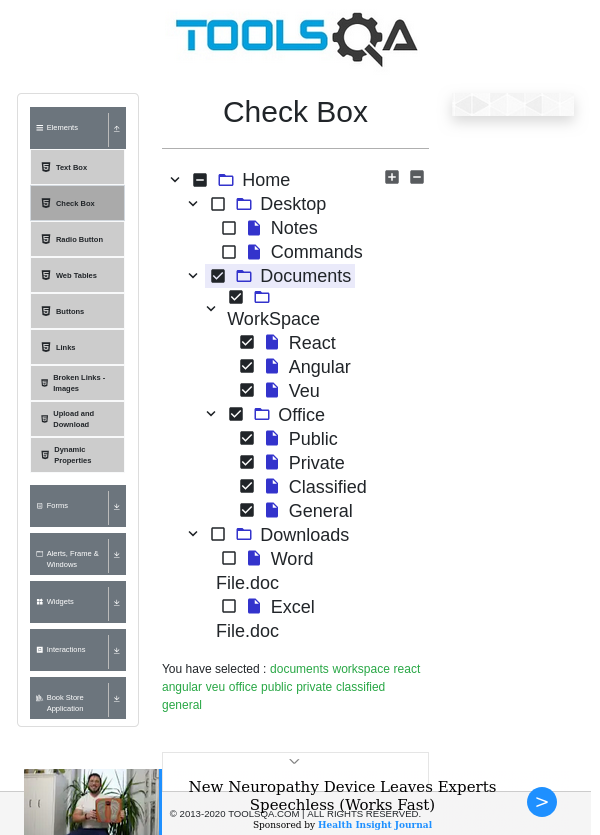 TOOLSQA
Elements
Text Box
Check Box
Radio Button
Web Tables
Buttons
Links
Broken Links -
Images
Upload and
Download
Dynamic
Properties
Forms
Alerts, Frame &
Windows
Widgets
Interactions
Book Store
Application
Check Box
Home
Desktop
Notes
Commands
Documents
WorkSpace
React
Angular
Veu
Office
Public
Private
Classified
General
Downloads
Word
File.doc
Excel
File.doc
You have selected : documents workspace react
angular veu office public private classified
general
New Neuropathy Device Leaves Experts
Speechless (Works Fast)
© 2013-2020 TOOLSQA.COM | ALL RIGHTS RESERVED.
Sponsored by Health Insight Journal